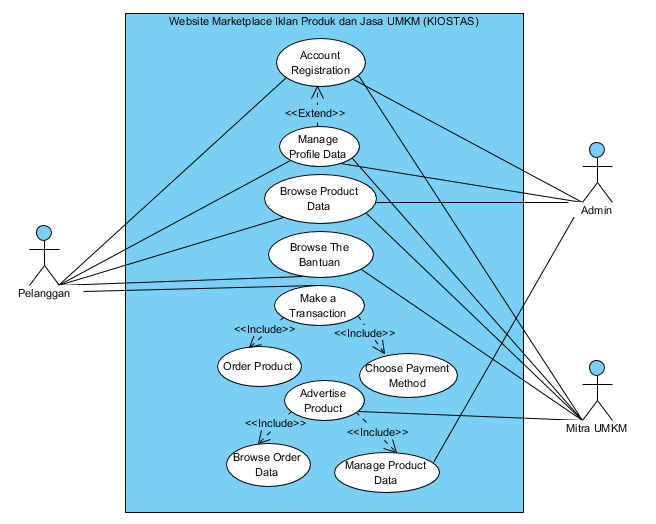 Website Marketplace Iklan Produk dan Jasa UMKM (KIOSTAS)
Account
Registration
<<Extend>>
Manage
Profile Data
Browse Product
Data
Admin
Browse The
Bantuan
Pelanggan
Make a
Transaction
<<Include>>
<<Include>>
Order Product
Choose Payment
Method
Advertise
Product
Mitra UMKM
<<Include>>
<<Include>>
Browse Order
Data
Manage Product
Data